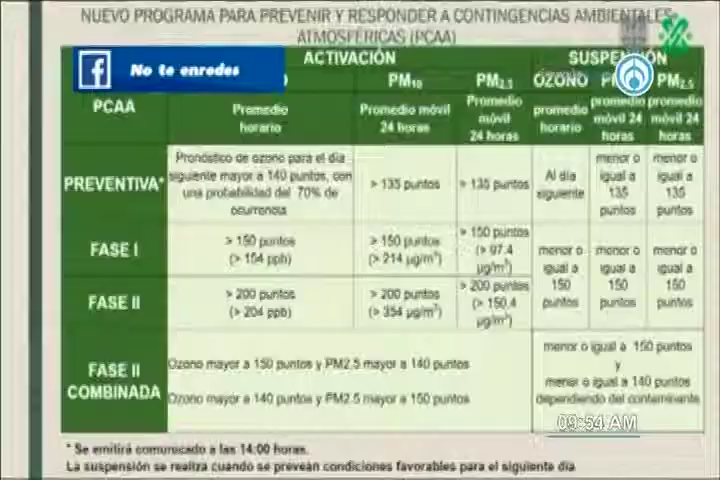 NUEVO PROGRAMA PARA PREVENIR Y RESPONDER A CONTINGENCIAS AMBIENTALES
ATMOSFÉRICAS (PCAA)
No te enredes
ACTIVACIÓN
SUSPENSIÓN
PCAA
PM10
PM2.5
OZONO
PM2.5
Promedio
horario
Promedio móvil
24 horas
Promedio
móvil
24 horas
promedio
horario
promedio
móvil 24
horas
promedio
móvil 24
horas
PREVENTIVA*
Pronóstico de ozono para el día
siguiente mayor a 140 puntos, con
una probabilidad del 70% de
ocurrencia
> 135 puntos
> 135 puntos
Al día
siguiente
menor o
igual a
135
puntos
menor o
igual a
135
puntos
FASE I
> 150 puntos
(> 154 ppb)
> 150 puntos
(> 214 µg/m³)
> 150 puntos
(> 97.4
µg/m³)
menor o
igual a
150
puntos
menor o
igual a
150
puntos
menor o
igual a
150
puntos
FASE II
> 200 puntos
(> 204 ppb)
> 200 puntos
(> 354 µg/m³)
> 200 puntos
(> 150.4
µg/m³)
FASE II
COMBINADA
Ozono mayor a 150 puntos y PM2.5 mayor a 140 puntos
Ozono mayor a 140 puntos y PM2.5 mayor a 150 puntos
menor o igual a 150 puntos
y
menor o igual a 140 puntos
dependiendo del contaminante
09:54 AM
* Se emitirá comunicado a las 14:00 horas.
La suspensión se realiza cuando se prevean condiciones favorables para el siguiente día